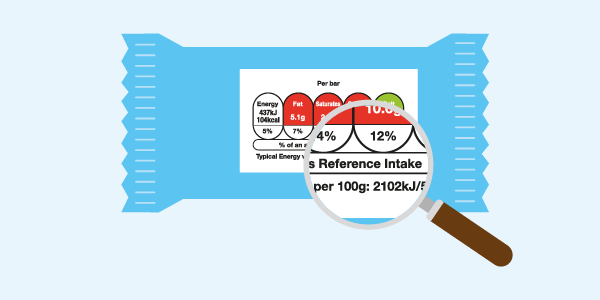 Per bar
Energy Fat Saturates
437kJ
104kcal 5.1g 10.0g
5% 7% 4% 12%
% of an a s Reference Intake
Typical Energy v per 100g: 2102kJ/5